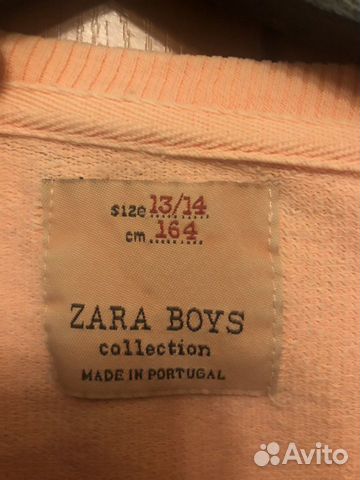 size 13/14
cm 164
ZARA BOYS
collection
MADE IN PORTUGAL
Avito